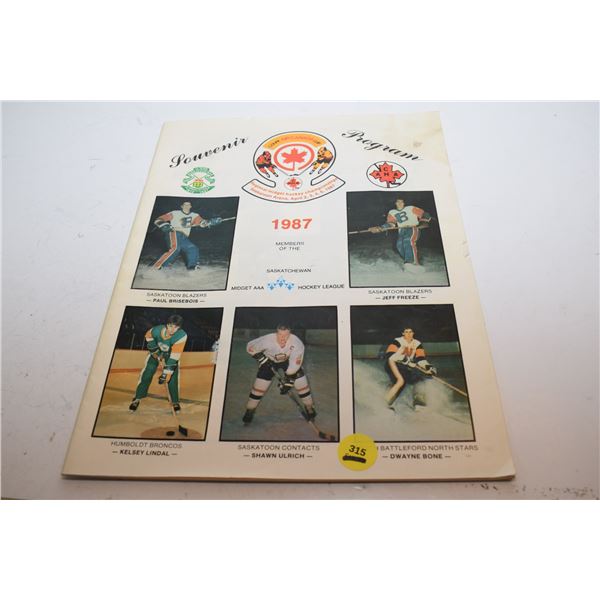 Souvenir Program
CAHA
1987
MEMBERS
OF THE
SASKATCHEWAN
MIDGET AAA HOCKEY LEAGUE
SASKATOON BLAZERS
— PAUL BRISEBOIS —
SASKATOON BLAZERS
— JEFF FREEZE —
HUMBOLDT BRONCOS
— KELSEY LINDAL —
SASKATOON CONTACTS
— SHAWN ULRICH —
BATTLEFORD NORTH STARS
— DWAYNE BONE —
315